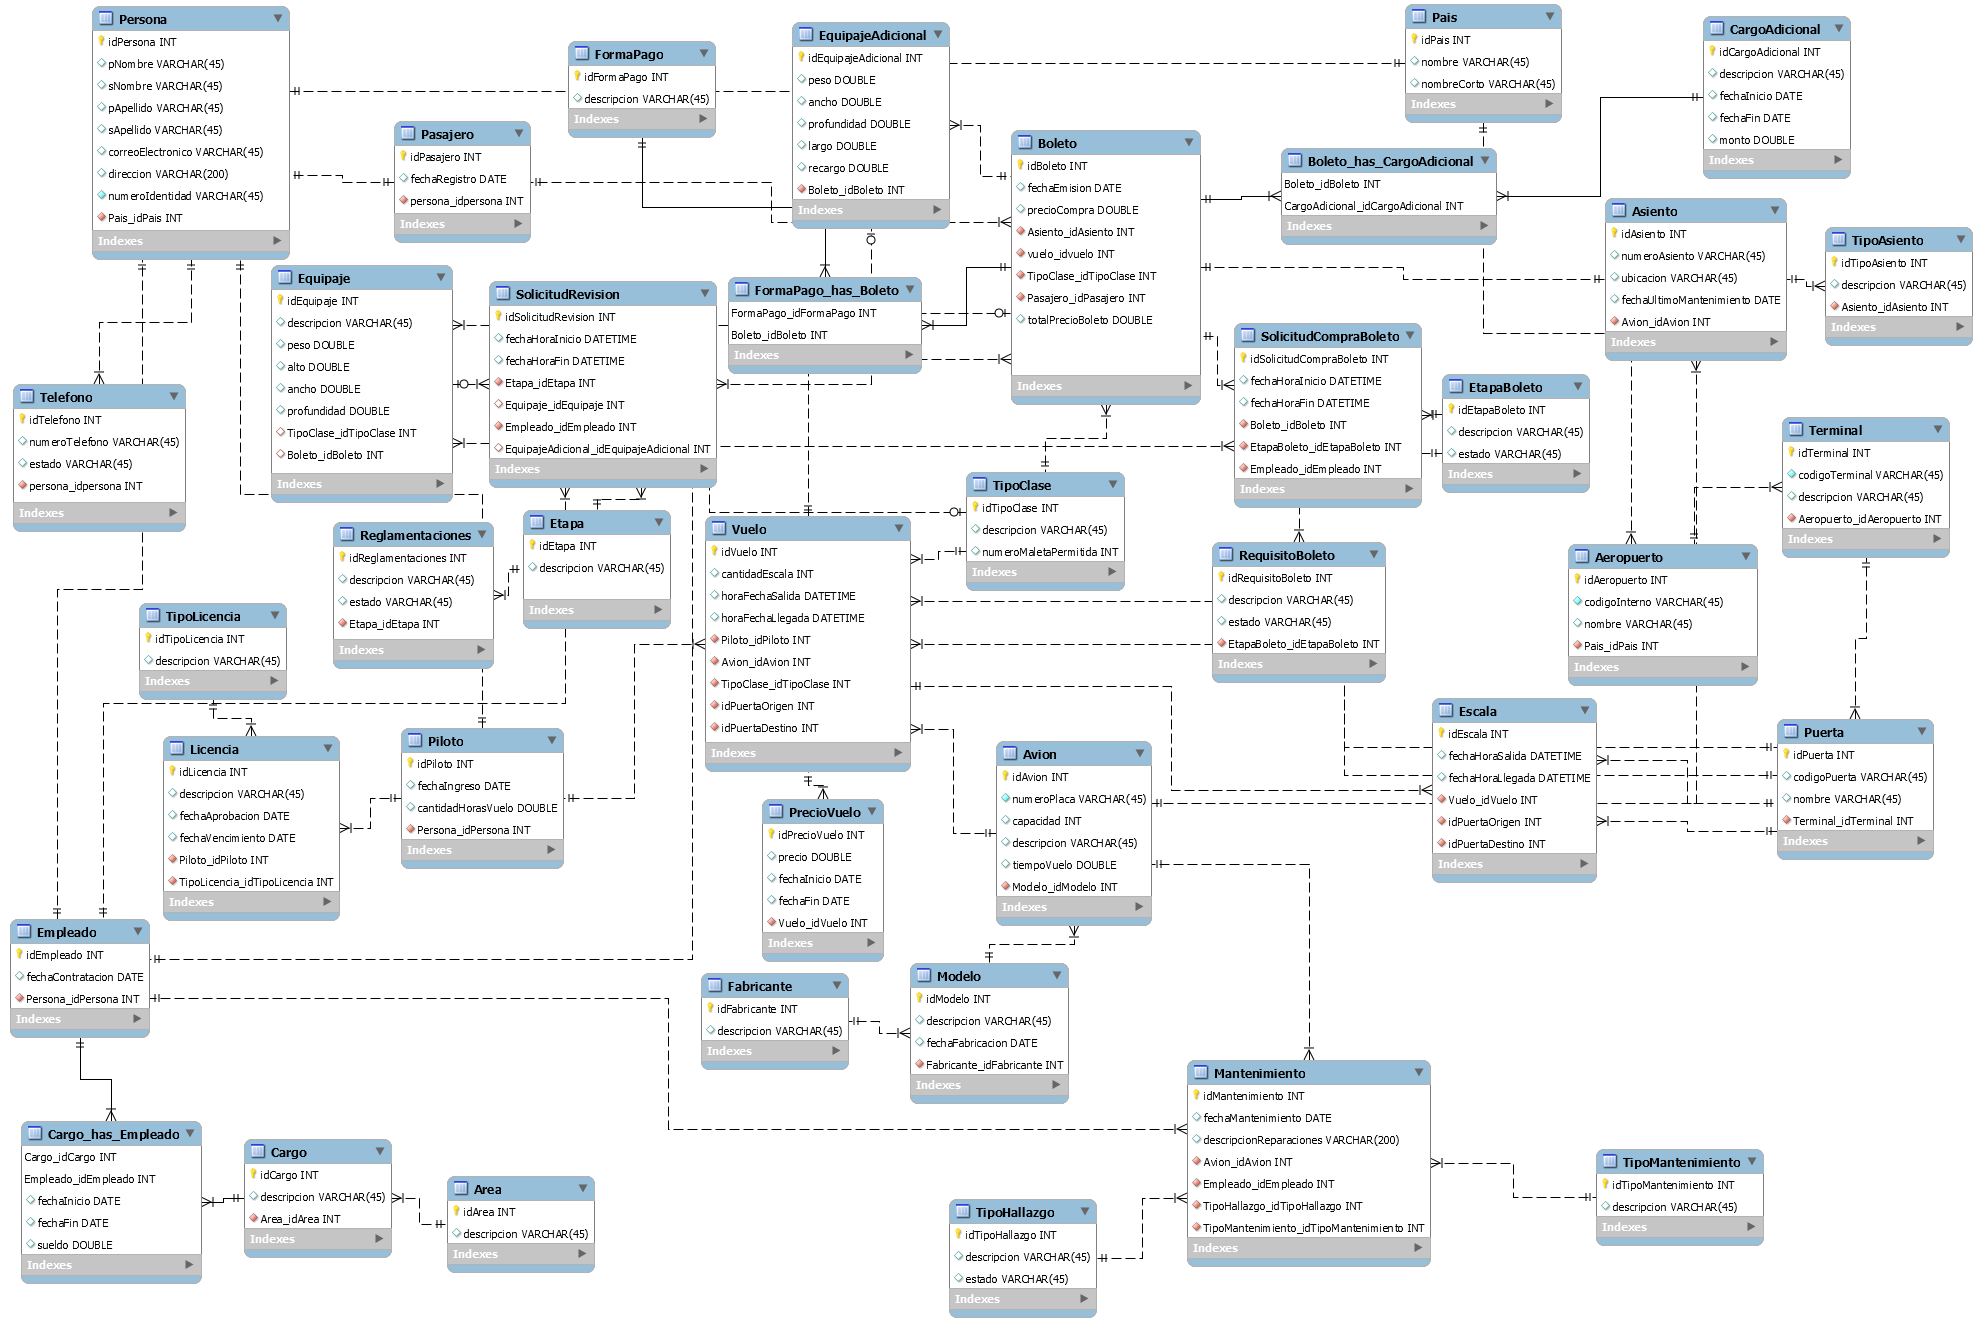 Persona
idPersona INT
pNombre VARCHAR(45)
sNombre VARCHAR(45)
pApellido VARCHAR(45)
sApellido VARCHAR(45)
correoElectronico VARCHAR(45)
direccion VARCHAR(200)
numeroIdentidad VARCHAR(45)
Pais_idPais INT
Indexes
FormaPago
idFormaPago INT
descripcion VARCHAR(45)
Indexes
EquipajeAdicional
idEquipajeAdicional INT
peso DOUBLE
ancho DOUBLE
profundidad DOUBLE
largo DOUBLE
recargo DOUBLE
Boleto_idBoleto INT
Indexes
Pais
idPais INT
nombre VARCHAR(45)
nombreCorto VARCHAR(45)
Indexes
CargoAdicional
idCargoAdicional INT
descripcion VARCHAR(45)
fechaInicio DATE
fechaFin DATE
monto DOUBLE
Indexes
Pasajero
idPasajero INT
fechaRegistro DATE
persona_idpersona INT
Indexes
Boleto
idBoleto INT
fechaEmision DATE
precioCompra DOUBLE
Asiento_idAsiento INT
vuelo_idvuelo INT
TipoClase_idTipoClase INT
Pasajero_idPasajero INT
totalPrecioBoleto DOUBLE
Indexes
Boleto_has_CargoAdicional
Boleto_idBoleto INT
CargoAdicional_idCargoAdicional INT
Indexes
Asiento
idAsiento INT
numeroAsiento VARCHAR(45)
ubicacion VARCHAR(45)
fechaUltimoMantenimiento DATE
Avion_idAvion INT
Indexes
TipoAsiento
idTipoAsiento INT
descripcion VARCHAR(45)
Asiento_idAsiento INT
Indexes
Equipaje
idEquipaje INT
descripcion VARCHAR(45)
peso DOUBLE
alto DOUBLE
ancho DOUBLE
profundidad DOUBLE
TipoClase_idTipoClase INT
Boleto_idBoleto INT
Indexes
SolicitudRevision
idSolicitudRevision INT
fechaHoraInicio DATETIME
fechaHoraFin DATETIME
Etapa_idEtapa INT
Equipaje_idEquipaje INT
Empleado_idEmpleado INT
EquipajeAdicional_idEquipajeAdicional INT
Indexes
FormaPago_has_Boleto
FormaPago_idFormaPago INT
Boleto_idBoleto INT
Indexes
SolicitudCompraBoleto
idSolicitudCompraBoleto INT
fechaHoraInicio DATETIME
fechaHoraFin DATETIME
Boleto_idBoleto INT
EtapaBoleto_idEtapaBoleto INT
Empleado_idEmpleado INT
Indexes
EtapaBoleto
idEtapaBoleto INT
descripcion VARCHAR(45)
estado VARCHAR(45)
Indexes
Telefono
idTelefono INT
numeroTelefono VARCHAR(45)
estado VARCHAR(45)
persona_idpersona INT
Indexes
Terminal
idTerminal INT
codigoTerminal VARCHAR(45)
descripcion VARCHAR(45)
Aeropuerto_idAeropuerto INT
Indexes
TipoClase
idTipoClase INT
descripcion VARCHAR(45)
numeroMaletaPermitida INT
Indexes
Reglamentaciones
idReglamentaciones INT
descripcion VARCHAR(45)
estado VARCHAR(45)
Etapa_idEtapa INT
Indexes
Etapa
idEtapa INT
descripcion VARCHAR(45)
Indexes
Vuelo
idVuelo INT
cantidadEscala INT
horaFechaSalida DATETIME
horaFechaLlegada DATETIME
Piloto_idPiloto INT
Avion_idAvion INT
TipoClase_idTipoClase INT
idPuertaOrigen INT
idPuertaDestino INT
Indexes
RequisitoBoleto
idRequisitoBoleto INT
descripcion VARCHAR(45)
estado VARCHAR(45)
EtapaBoleto_idEtapaBoleto INT
Indexes
Aeropuerto
idAeropuerto INT
codigoInterno VARCHAR(45)
nombre VARCHAR(45)
Pais_idPais INT
Indexes
TipoLicencia
idTipoLicencia INT
descripcion VARCHAR(45)
Indexes
Licencia
idLicencia INT
descripcion VARCHAR(45)
fechaAprobacion DATE
fechaVencimiento DATE
Piloto_idPiloto INT
TipoLicencia_idTipoLicencia INT
Indexes
Piloto
idPiloto INT
fechaIngreso DATE
cantidadHorasVuelo DOUBLE
Persona_idPersona INT
Indexes
Escala
idEscala INT
fechaHoraSalida DATETIME
fechaHoraLlegada DATETIME
Vuelo_idVuelo INT
idPuertaOrigen INT
idPuertaDestino INT
Indexes
Puerta
idPuerta INT
codigoPuerta VARCHAR(45)
nombre VARCHAR(45)
Terminal_idTerminal INT
Indexes
PrecioVuelo
idPrecioVuelo INT
precio DOUBLE
fechaInicio DATE
fechaFin DATE
Vuelo_idVuelo INT
Indexes
Avion
idAvion INT
numeroPlaca VARCHAR(45)
capacidad INT
descripcion VARCHAR(45)
tiempoVuelo DOUBLE
Modelo_idModelo INT
Indexes
Empleado
idEmpleado INT
fechaContratacion DATE
Persona_idPersona INT
Indexes
Fabricante
idFabricante INT
descripcion VARCHAR(45)
Indexes
Modelo
idModelo INT
descripcion VARCHAR(45)
fechaFabricacion DATE
Fabricante_idFabricante INT
Indexes
Mantenimiento
idMantenimiento INT
fechaMantenimiento DATE
descripcionReparaciones VARCHAR(200)
Avion_idAvion INT
Empleado_idEmpleado INT
TipoHallazgo_idTipoHallazgo INT
TipoMantenimiento_idTipoMantenimiento INT
Indexes
Cargo_has_Empleado
Cargo_idCargo INT
Empleado_idEmpleado INT
fechaInicio DATE
fechaFin DATE
sueldo DOUBLE
Indexes
Cargo
idCargo INT
descripcion VARCHAR(45)
Area_idArea INT
Indexes
Area
idArea INT
descripcion VARCHAR(45)
Indexes
TipoHallazgo
idTipoHallazgo INT
descripcion VARCHAR(45)
estado VARCHAR(45)
Indexes
TipoMantenimiento
idTipoMantenimiento INT
descripcion VARCHAR(45)
Indexes